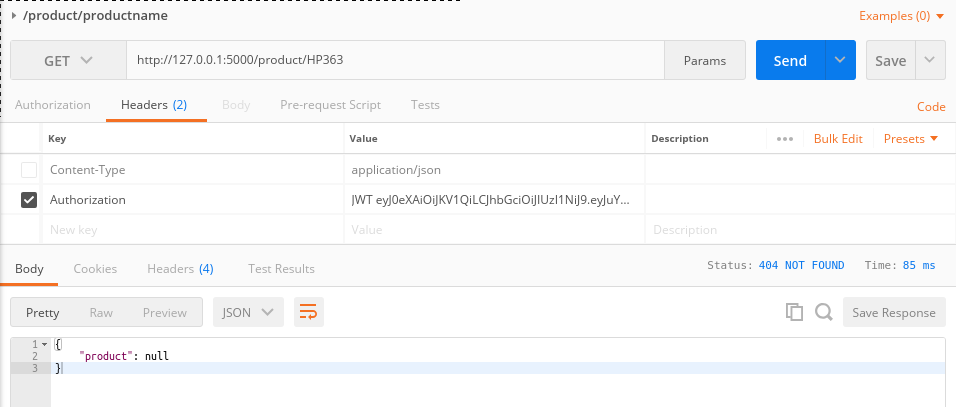 /product/productname
Examples (0)
GET http://127.0.0.1:5000/product/HP363 Params Send Save
Authorization Headers (2) Body Pre-request Script Tests Code
Key Value Description ••• Bulk Edit Presets
Content-Type application/json
Authorization JWT eyJ0eXAiOiJKV1QiLCJhbGciOiJIUzI1NiJ9.eyJuY...
New key Value Description
Body Cookies Headers (4) Test Results Status: 404 NOT FOUND Time: 85 ms
Pretty Raw Preview JSON Save Response
1 {
2 "product": null
3 }